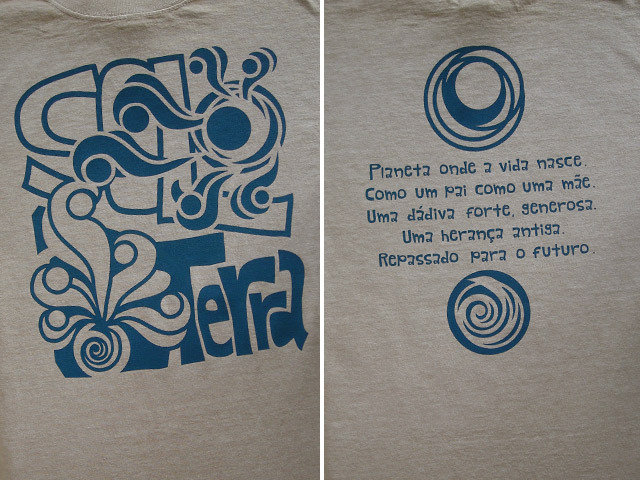 Terra
Planeta onde a vida nasce.
Como um pai como uma mãe.
Uma dádiva forte, generosa.
Uma herança antiga.
Repassado para o futuro.